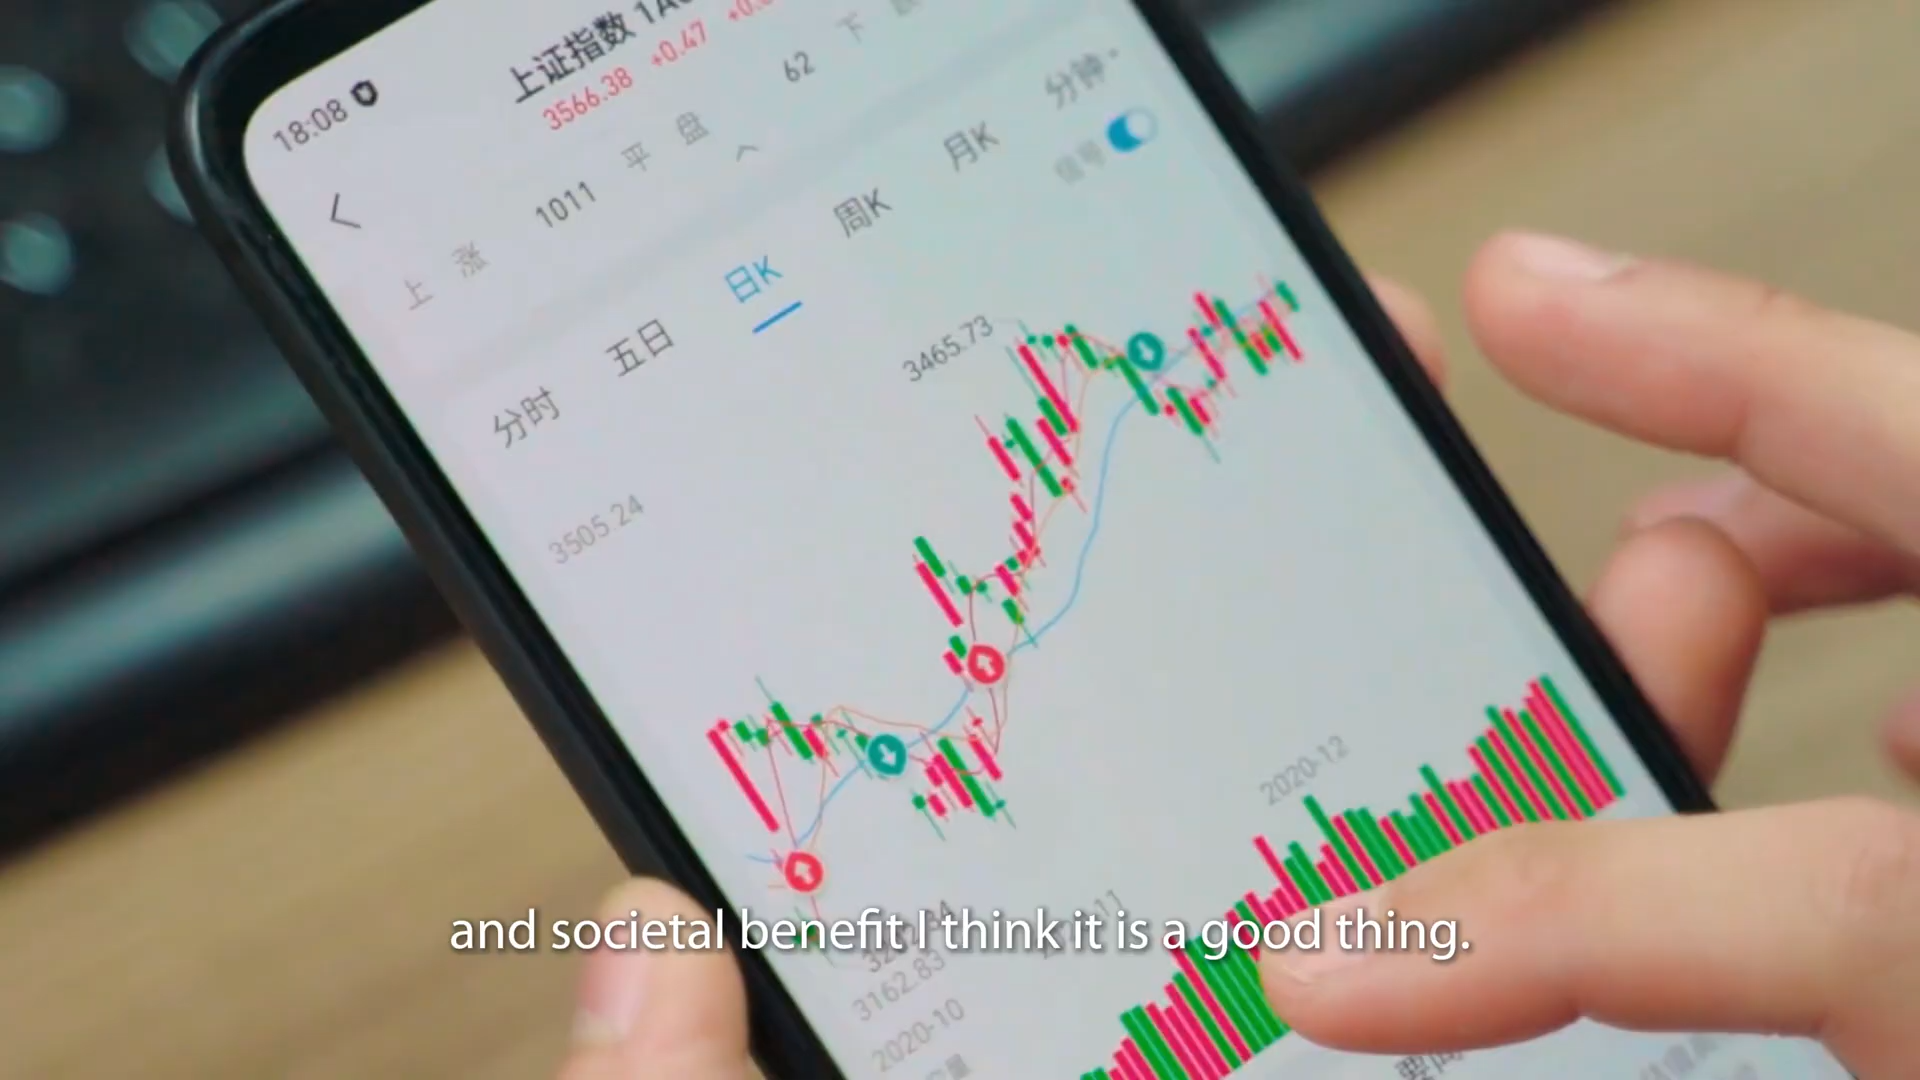 18:08
上证指数
3566.38 +0.47
上涨 1011 平盘 62 下
分时 五日 日K 周K 月K 分钟
信号
3465.73
3505.24
2020-12
3162.83
2020-10
and societal benefit I think it is a good thing.